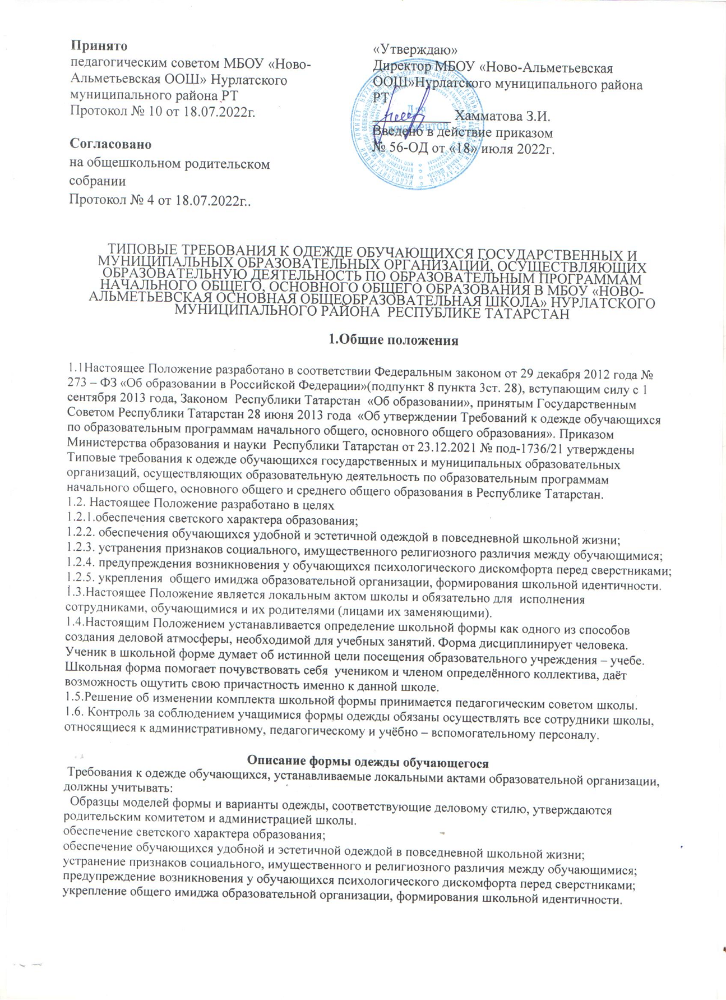 Принято
педагогическим советом МБОУ «Ново-
Альметьевская ООШ» Нурлатского
муниципального района РТ
Протокол № 10 от 18.07.2022г.
Согласовано
на общешкольном родительском
собрании
Протокол № 4 от 18.07.2022г..
«Утверждаю»
Директор МБОУ «Ново-Альметьевская
ООШ»Нурлатского муниципального района
РТ
Для
документов
___________ Хамматова З.И.
Введено в действие приказом
№ 56-ОД от «18» июля 2022г.
ТИПОВЫЕ ТРЕБОВАНИЯ К ОДЕЖДЕ ОБУЧАЮЩИХСЯ ГОСУДАРСТВЕННЫХ И
МУНИЦИПАЛЬНЫХ ОБРАЗОВАТЕЛЬНЫХ ОРГАНИЗАЦИЙ, ОСУЩЕСТВЛЯЮЩИХ
ОБРАЗОВАТЕЛЬНУЮ ДЕЯТЕЛЬНОСТЬ ПО ОБРАЗОВАТЕЛЬНЫМ ПРОГРАММАМ
НАЧАЛЬНОГО ОБЩЕГО, ОСНОВНОГО ОБЩЕГО ОБРАЗОВАНИЯ В МБОУ «НОВО-
АЛЬМЕТЬЕВСКАЯ ОСНОВНАЯ ОБЩЕОБРАЗОВАТЕЛЬНАЯ ШКОЛА» НУРЛАТСКОГО
МУНИЦИПАЛЬНОГО РАЙОНА РЕСПУБЛИКЕ ТАТАРСТАН
1.Общие положения
1.1Настоящее Положение разработано в соответствии Федеральным законом от 29 декабря 2012 года №
273 – ФЗ «Об образовании в Российской Федерации»(подпункт 8 пункта 3ст. 28), вступающим силу с 1
сентября 2013 года, Законом Республики Татарстан «Об образовании», принятым Государственным
Советом Республики Татарстан 28 июня 2013 года «Об утверждении Требований к одежде обучающихся
по образовательным программам начального общего, основного общего образования». Приказом
Министерства образования и науки Республики Татарстан от 23.12.2021 № под-1736/21 утверждены
Типовые требования к одежде обучающихся государственных и муниципальных образовательных
организаций, осуществляющих образовательную деятельность по образовательным программам
начального общего, основного общего и среднего общего образования в Республике Татарстан.
1.2. Настоящее Положение разработано в целях
1.2.1.обеспечения светского характера образования;
1.2.2. обеспечения обучающихся удобной и эстетичной одеждой в повседневной школьной жизни;
1.2.3. устранения признаков социального, имущественного религиозного различия между обучающимися;
1.2.4. предупреждения возникновения у обучающихся психологического дискомфорта перед сверстниками;
1.2.5. укрепления общего имиджа образовательной организации, формирования школьной идентичности.
1.3.Настоящее Положение является локальным актом школы и обязательно для исполнения
сотрудниками, обучающимися и их родителями (лицами их заменяющими).
1.4.Настоящим Положением устанавливается определение школьной формы как одного из способов
создания деловой атмосферы, необходимой для учебных занятий. Форма дисциплинирует человека.
Ученик в школьной форме думает об истинной цели посещения образовательного учреждения – учебе.
Школьная форма помогает почувствовать себя учеником и членом определённого коллектива, даёт
возможность ощутить свою причастность именно к данной школе.
1.5.Решение об изменении комплекта школьной формы принимается педагогическим советом школы.
1.6. Контроль за соблюдением учащимися формы одежды обязаны осуществлять все сотрудники школы,
относящиеся к административному, педагогическому и учёбно – вспомогательному персоналу.
Описание формы одежды обучающегося
Требования к одежде обучающихся, устанавливаемые локальными актами образовательной организации,
должны учитывать:
Образцы моделей формы и варианты одежды, соответствующие деловому стилю, утверждаются
родительским комитетом и администрацией школы.
обеспечение светского характера образования;
обеспечение обучающихся удобной и эстетичной одеждой в повседневной школьной жизни;
устранение признаков социального, имущественного и религиозного различия между обучающимися;
предупреждение возникновения у обучающихся психологического дискомфорта перед сверстниками;
укрепление общего имиджа образовательной организации, формирования школьной идентичности.